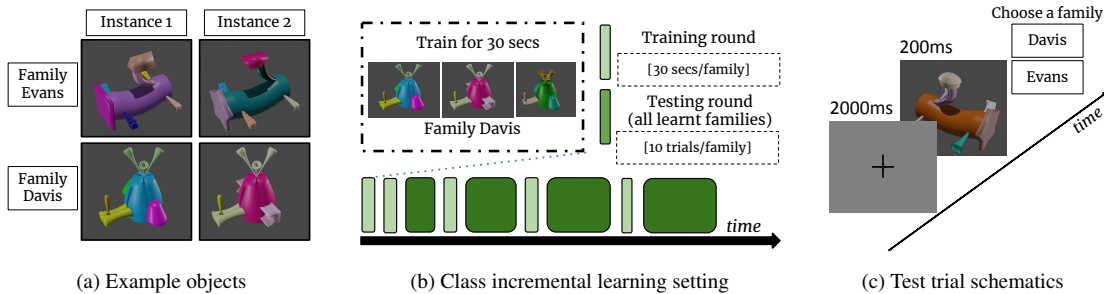 Instance 1
Instance 2
Family
Evans
Family
Davis
(a) Example objects
Train for 30 secs
Family Davis
Training round
[30 secs/family]
Testing round
(all learnt families)
[10 trials/family]
time
(b) Class incremental learning setting
Choose a family
Davis
Evans
200ms
2000ms
time
(c) Test trial schematics